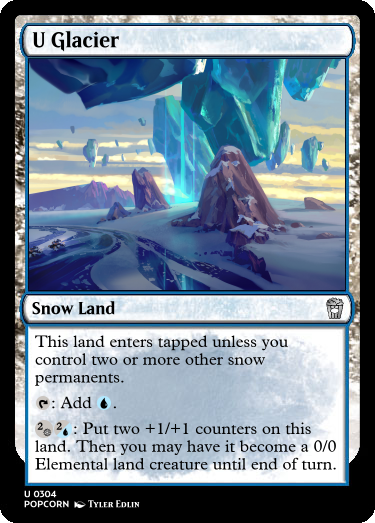 U Glacier
Snow Land
This land enters tapped unless you
control two or more other snow
permanents.
: Add .
2 2 : Put two +1/+1 counters on this
land. Then you may have it become a 0/0
Elemental land creature until end of turn.
U 0304
POPCORN Tyler Edlin